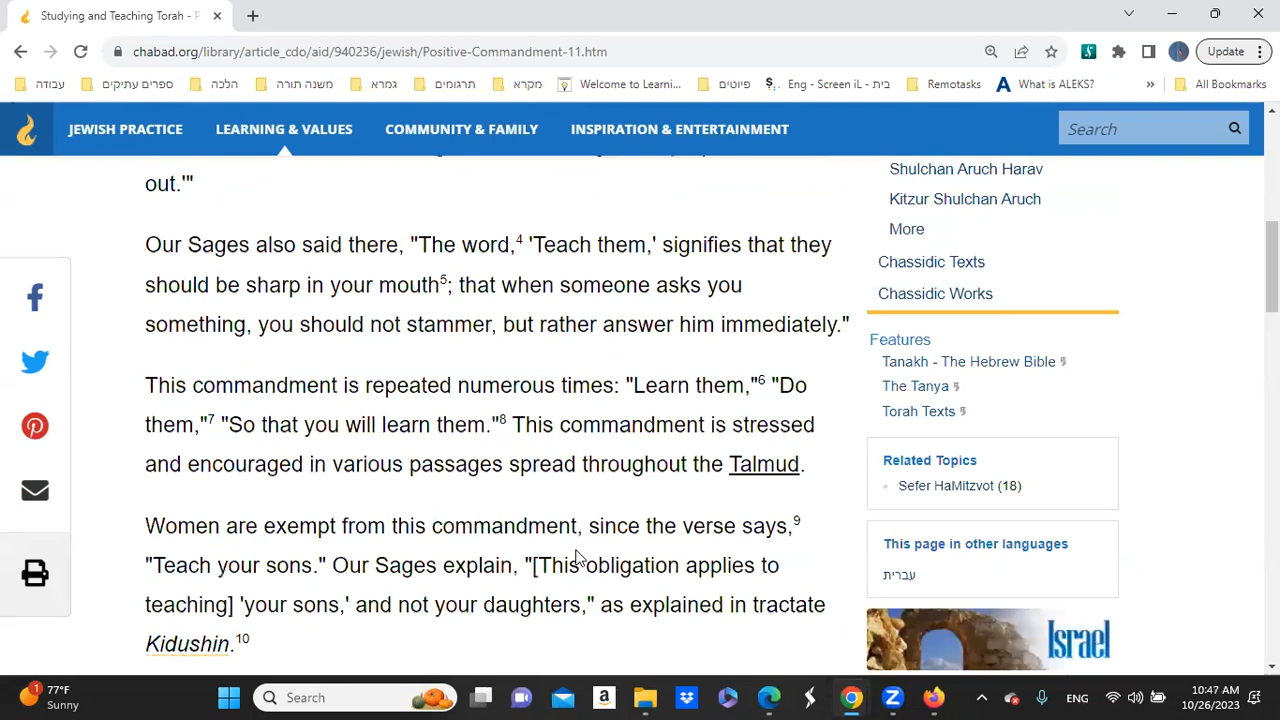 Studying and Teaching Torah - P
chabad.org/library/article_cdo/aid/940236/jewish/Positive-Commandment-11.htm
Update
עבודה
ספרים עתיקים
הלכה
משנה תורה
גמרא
תרגומים
מקרא
Welcome to Learni...
פיוטים
Eng - Screen iL - בית
Remotasks
What is ALEKS?
»
All Bookmarks
JEWISH PRACTICE
LEARNING & VALUES
COMMUNITY & FAMILY
INSPIRATION & ENTERTAINMENT
Search
out.'"
Our Sages also said there, "The word,4 'Teach them,' signifies that they
should be sharp in your mouth5; that when someone asks you
something, you should not stammer, but rather answer him immediately."
This commandment is repeated numerous times: "Learn them,"6 "Do
them,"7 "So that you will learn them."8 This commandment is stressed
and encouraged in various passages spread throughout the Talmud.
Women are exempt from this commandment, since the verse says,9
"Teach your sons." Our Sages explain, "[This obligation applies to
teaching] 'your sons,' and not your daughters," as explained in tractate
Kidushin.10
Shulchan Aruch Harav
Kitzur Shulchan Aruch
More
Chassidic Texts
Chassidic Works
Features
Tanakh - The Hebrew Bible
The Tanya
Torah Texts
Related Topics
Sefer HaMitzvot (18)
This page in other languages
עברית
Israel
1
77°F
Sunny
Search
ENG
10:47 AM
10/26/2023